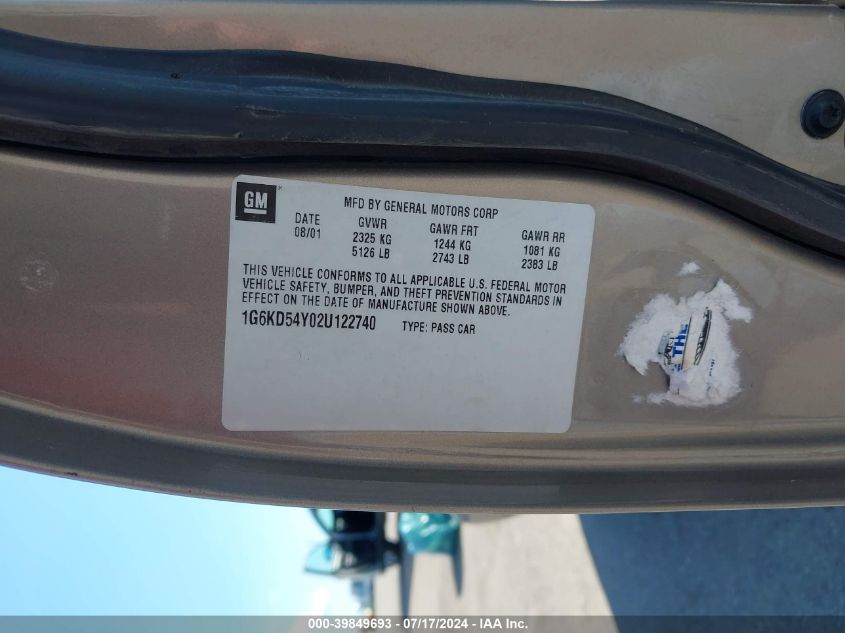 GM
MFD BY GENERAL MOTORS CORP
DATE GVWR GAWR FRT GAWR RR
08/01 2325 KG 1244 KG 1081 KG
5126 LB 2743 LB 2383 LB
THIS VEHICLE CONFORMS TO ALL APPLICABLE U.S. FEDERAL MOTOR
VEHICLE SAFETY, BUMPER, AND THEFT PREVENTION STANDARDS IN
EFFECT ON THE DATE OF MANUFACTURE SHOWN ABOVE.
1G6KD54Y02U122740 TYPE: PASS CAR
THE
000-39849693 - 07/17/2024 - IAA Inc.